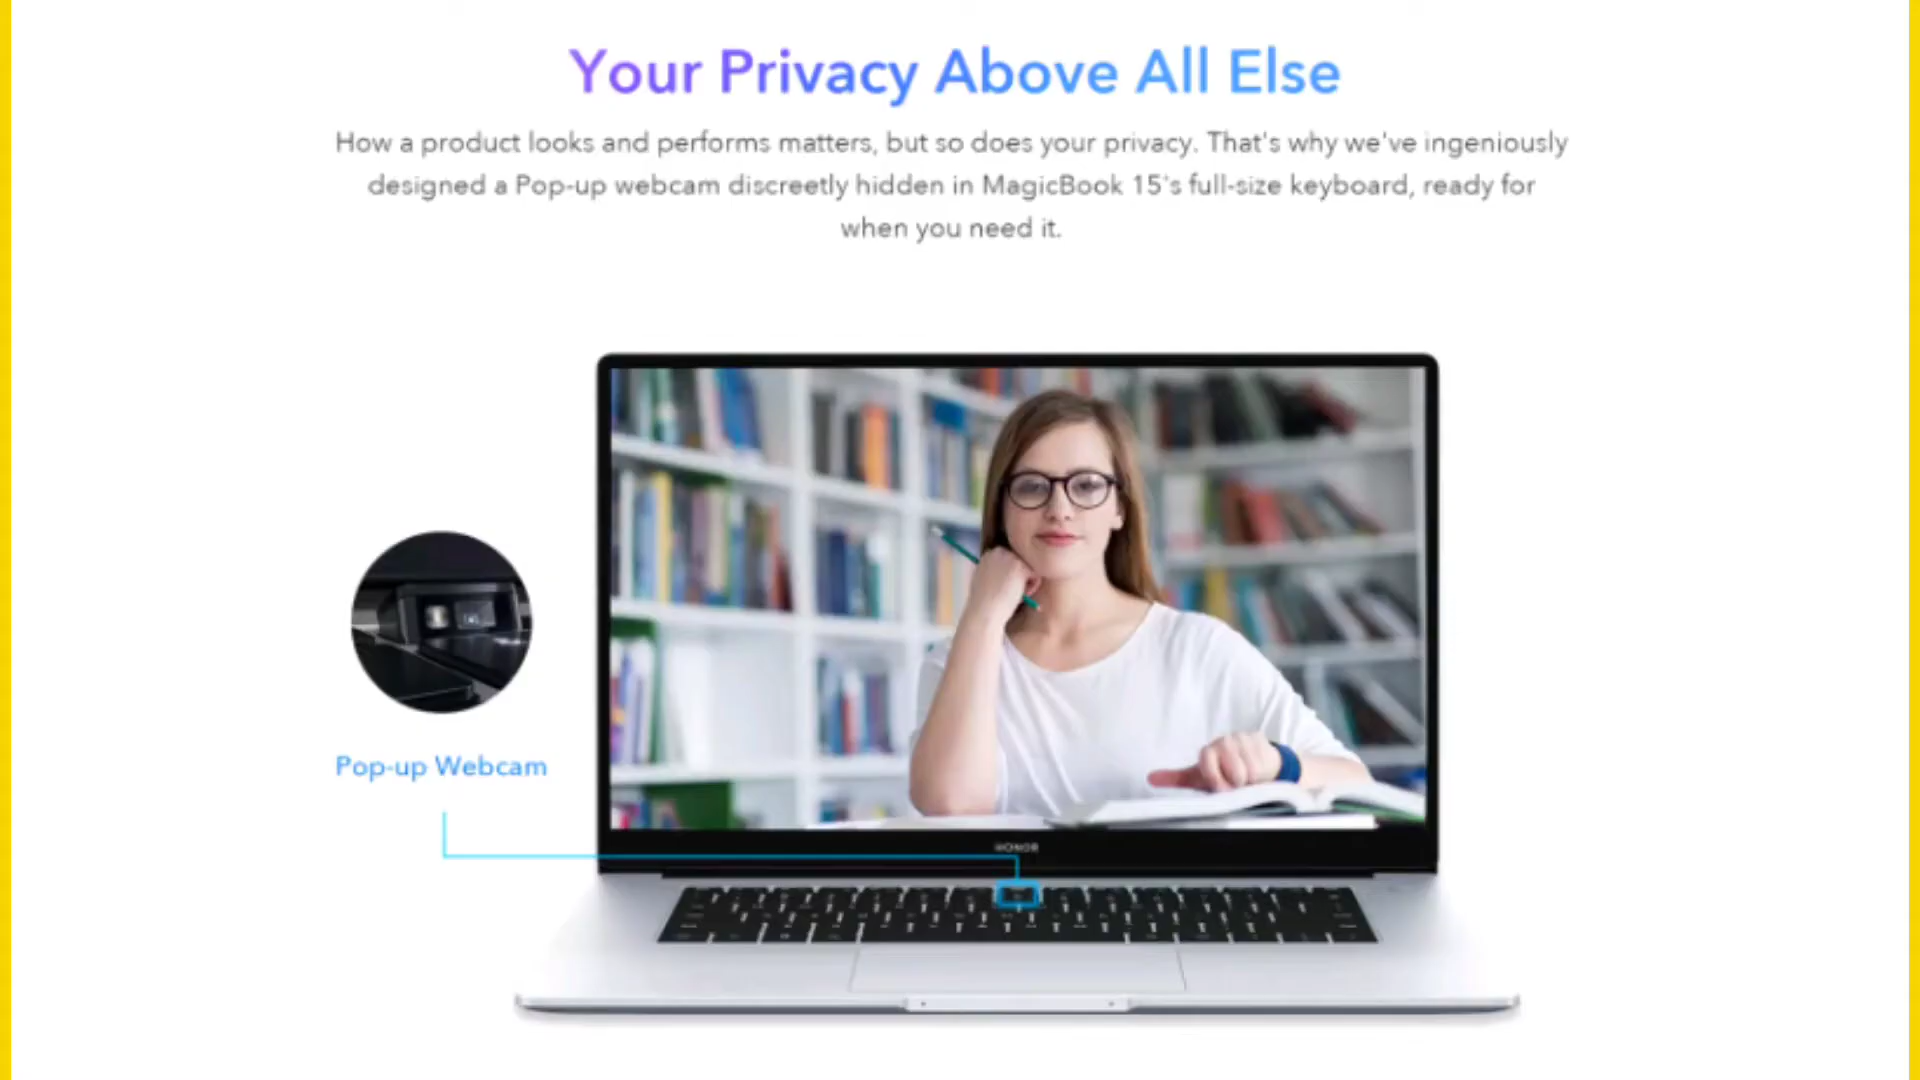 Your Privacy Above All Else
How a product looks and performs matters, but so does your privacy. That's why we've ingeniously
designed a Pop-up webcam discreetly hidden in MagicBook 15's full-size keyboard, ready for
when you need it.
Pop-up Webcam
HONOR